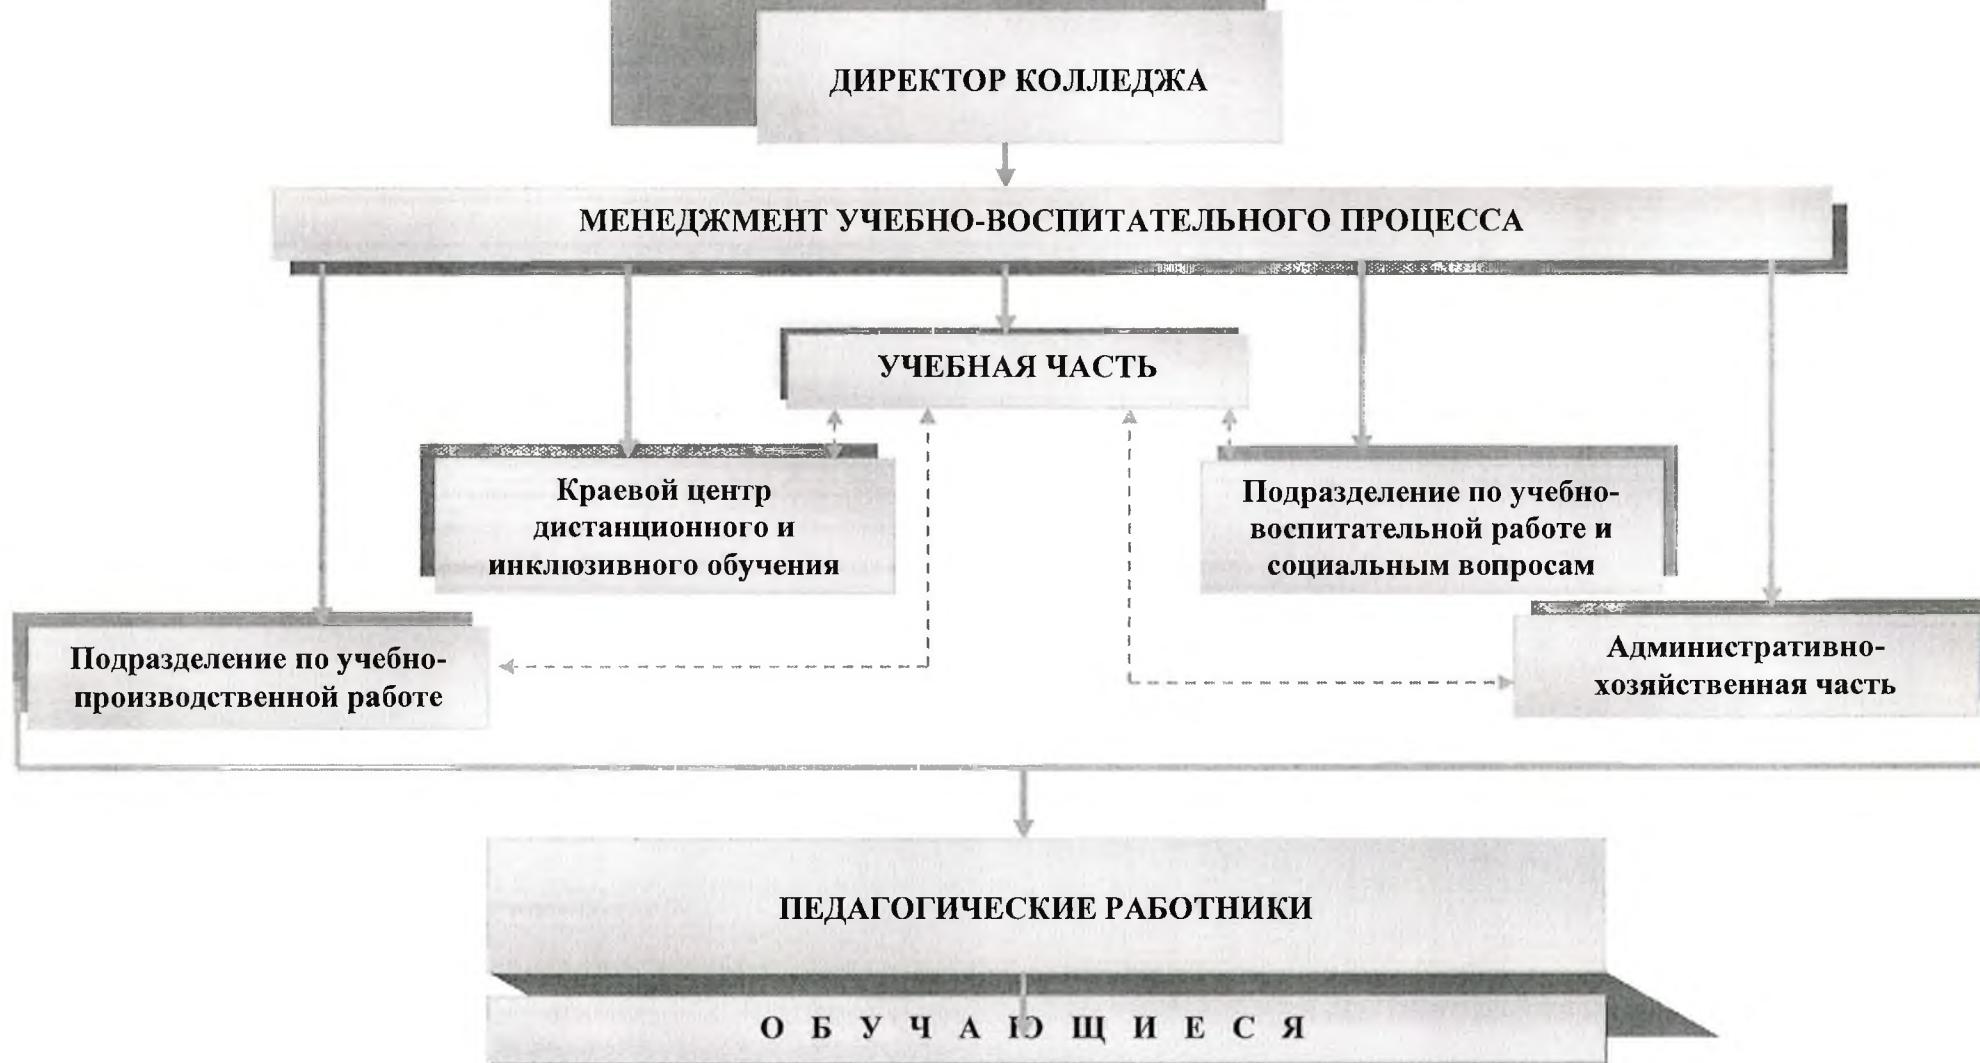 ДИРЕКТОР КОЛЛЕДЖА
МЕНЕДЖМЕНТ УЧЕБНО-ВОСПИТАТЕЛЬНОГО ПРОЦЕССА
УЧЕБНАЯ ЧАСТЬ
Краевой центр
дистанционного и
инклюзивного обучения
Подразделение по учебно-
воспитательной работе и
социальным вопросам
Подразделение по учебно-
производственной работе
Административно-
хозяйственная часть
ПЕДАГОГИЧЕСКИЕ РАБОТНИКИ
О Б У Ч А Ю Щ И Е С Я